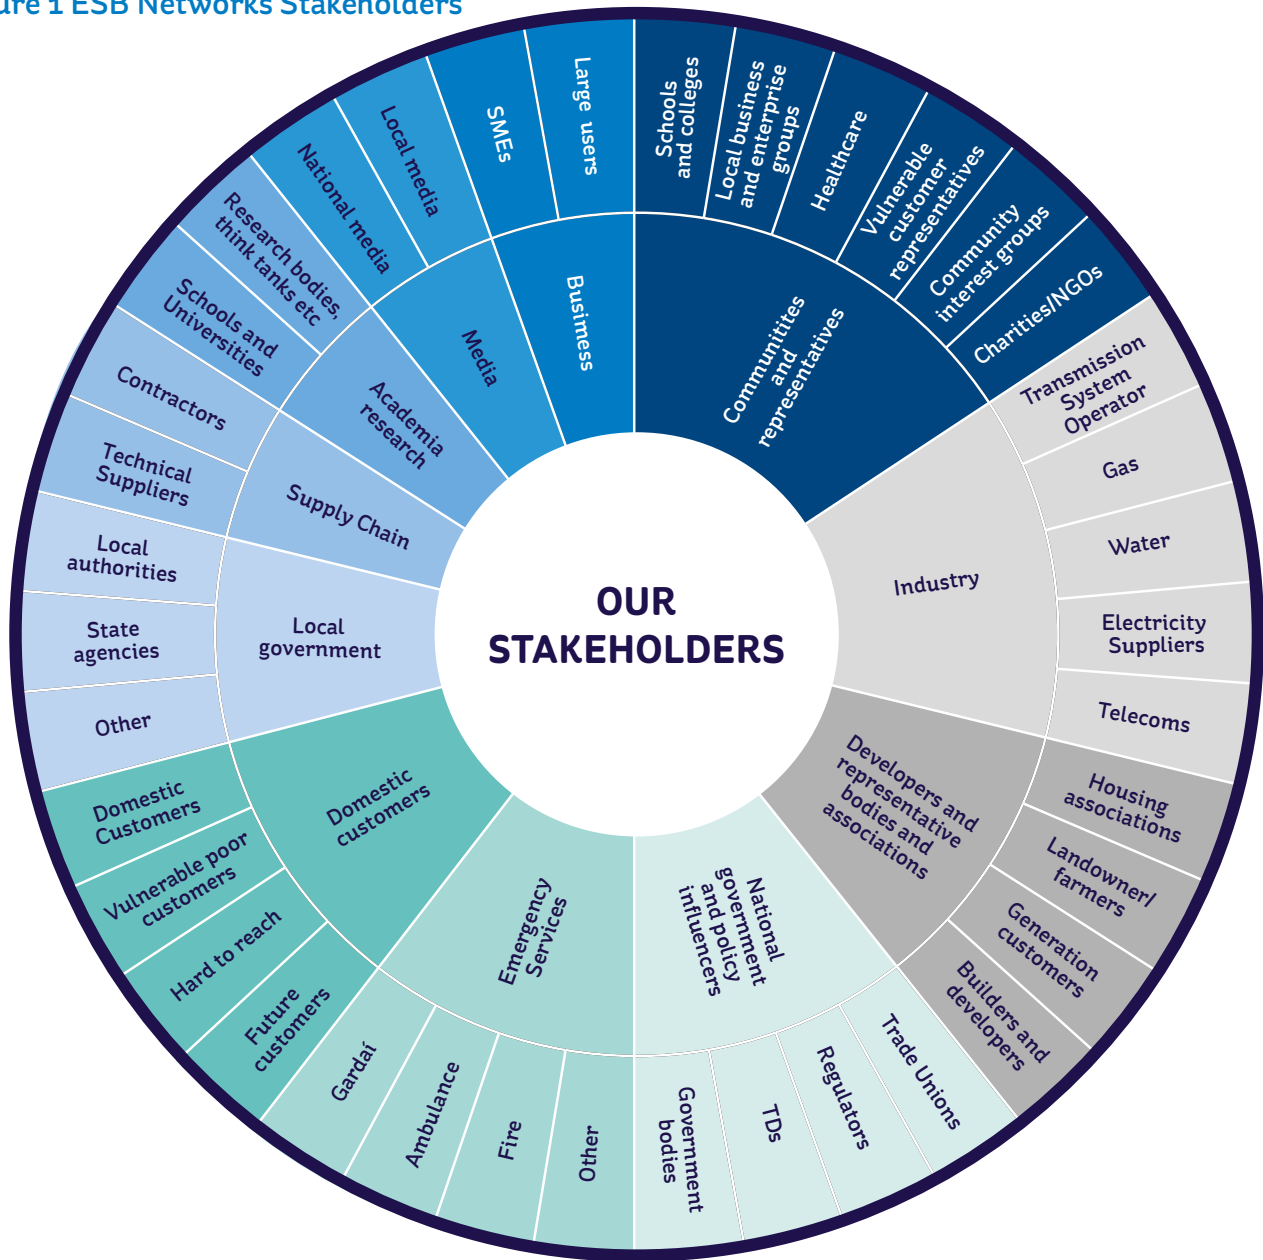 ure 1 ESB Networks Stakeholders
OUR
STAKEHOLDERS
Communitites
and
representatives
Schools
and colleges
Local business
and enterprise
groups
Healthcare
Vulnerable
customer
representatives
Community
interest groups
Charities/NGOs
Industry
Transmission
System
Operator
Gas
Water
Electricity
Suppliers
Telecoms
Developers and
representative
bodies and
associations
Housing
associations
Landowner/
farmers
Generation
customers
Builders and
developers
National
government
and policy
influencers
Trade Unions
Regulators
TDs
Government
bodies
Emergency
Services
Other
Fire
Ambulance
Gardaí
Domestic
customers
Future
customers
Hard to reach
Vulnerable poor
customers
Domestic
Customers
Local
government
Other
State
agencies
Local
authorities
Supply Chain
Technical
Suppliers
Contractors
Academia
research
Schools and
Universities
Research bodies,
think tanks etc
Media
National media
Local media
Busimess
SMEs
Large users